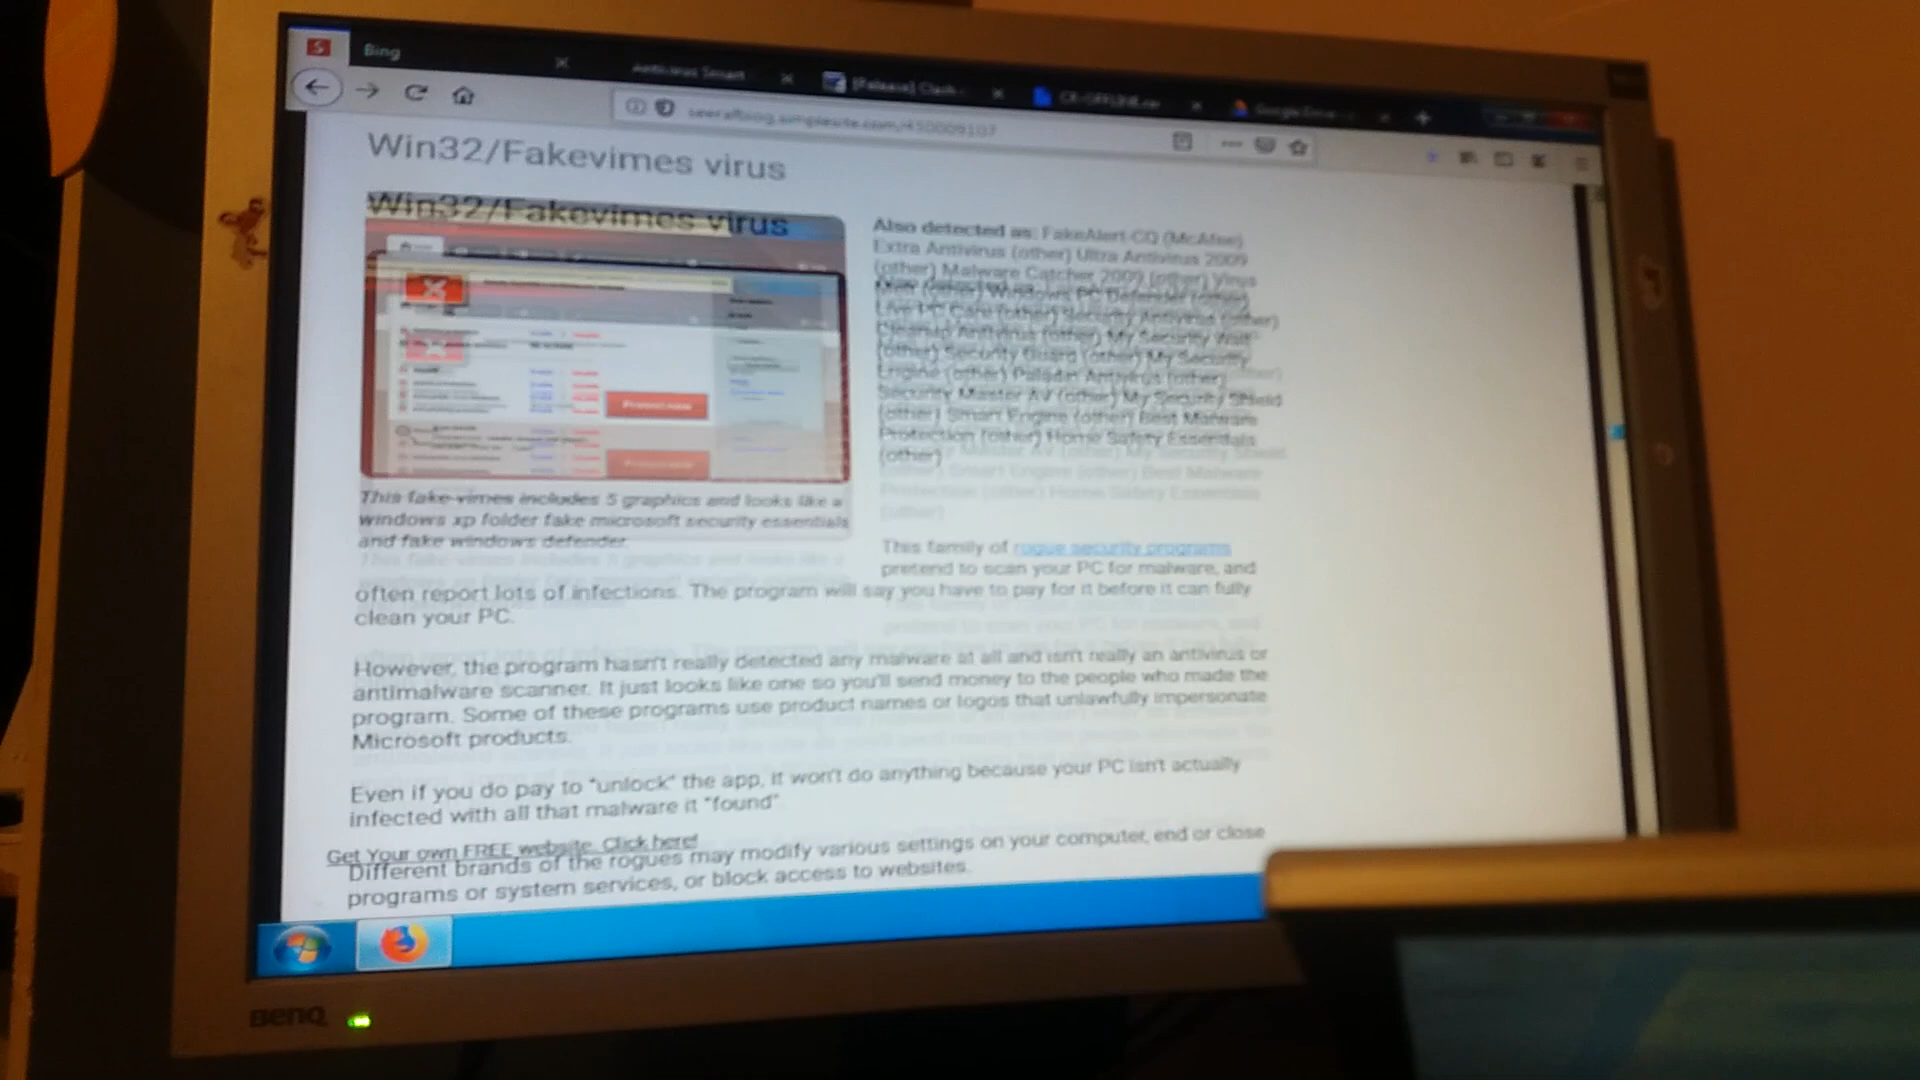 Bing
Antivirus Smart
[Release] Clash -
Google Drive
Win32/Fakevimes virus
Win32/Fakevimes virus
Also detected as: FakeAlert-CQ (McAfee)
Extra Antivirus (other) Ultra Antivirus 2009
(other) Malware Catcher 2009 (other) Virus
(other) Windows PC Defender (other)
Live PC Care (other) Security Antivirus (other)
Cleanup Antivirus (other) My Security Wall
(other) Security Guard (other) My Security
Engine (other) Paladin Antivirus (other)
Security Master AV (other) My Security Shield
(other) Smart Engine (other) Best Malware
Protection (other) Home Safety Essentials
(other)
Protect now
This fake-vimes includes 5 graphics and looks like a
windows xp folder fake microsoft security essentials
and fake windows defender.
This family of rogue security programs
pretend to scan your PC for malware, and
often report lots of infections. The program will say you have to pay for it before it can fully
clean your PC.
However, the program hasn't really detected any malware at all and isn't really an antivirus or
antimalware scanner. It just looks like one so you'll send money to the people who made the
program. Some of these programs use product names or logos that unlawfully impersonate
Microsoft products.
Even if you do pay to "unlock" the app, it won't do anything because your PC isn't actually
infected with all that malware it "found"
Get Your own FREE website. Click here!
Different brands of the rogues may modify various settings on your computer, end or close
programs or system services, or block access to websites.
BenQ